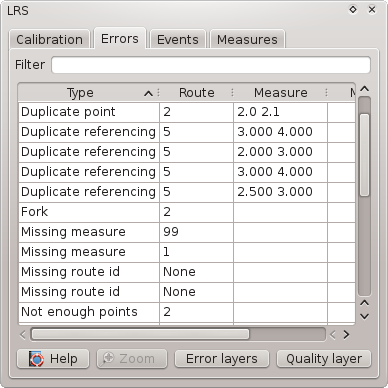 LRS
Calibration Errors Events Measures
Filter
Type Route Measure
Duplicate point 2 2.0 2.1
Duplicate referencing 5 3.000 4.000
Duplicate referencing 5 2.000 3.000
Duplicate referencing 5 3.000 4.000
Duplicate referencing 5 2.500 3.000
Fork 2
Missing measure 99
Missing measure 1
Missing route id None
Missing route id None
Not enough points 2
Help Zoom Error layers Quality layer